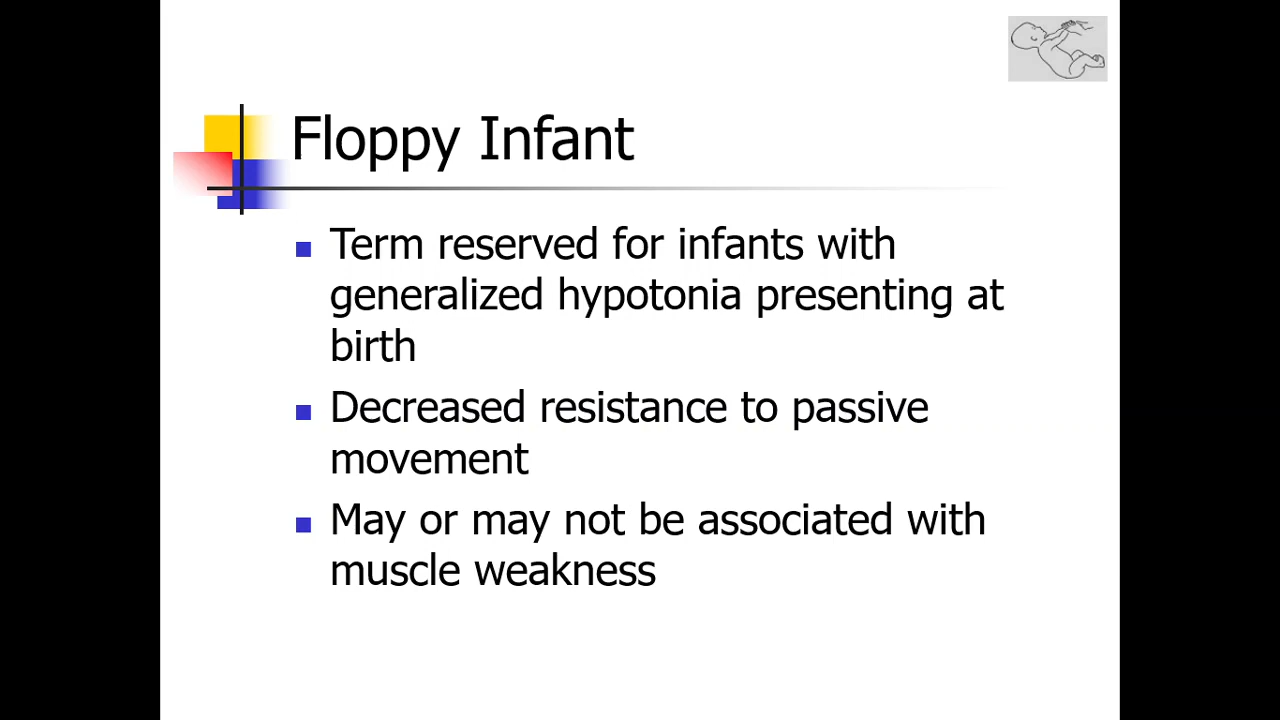 Floppy Infant
Term reserved for infants with
generalized hypotonia presenting at
birth
Decreased resistance to passive
movement
May or may not be associated with
muscle weakness